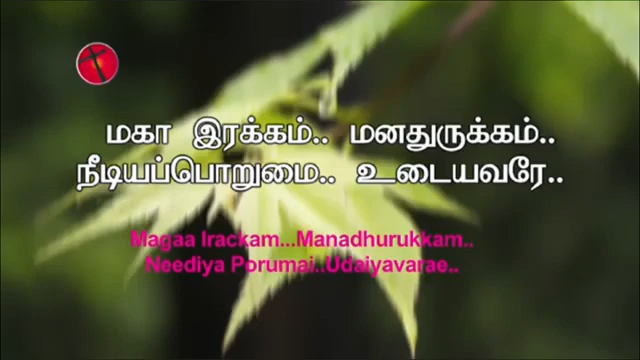 மகா இரக்கம்.. மனதுருக்கம்..
நீடியப்பொறுமை.. உடையவரே..
Magaa Irackam...Manadhurukkam..
Neediya Porumai..Udaiyavarae..